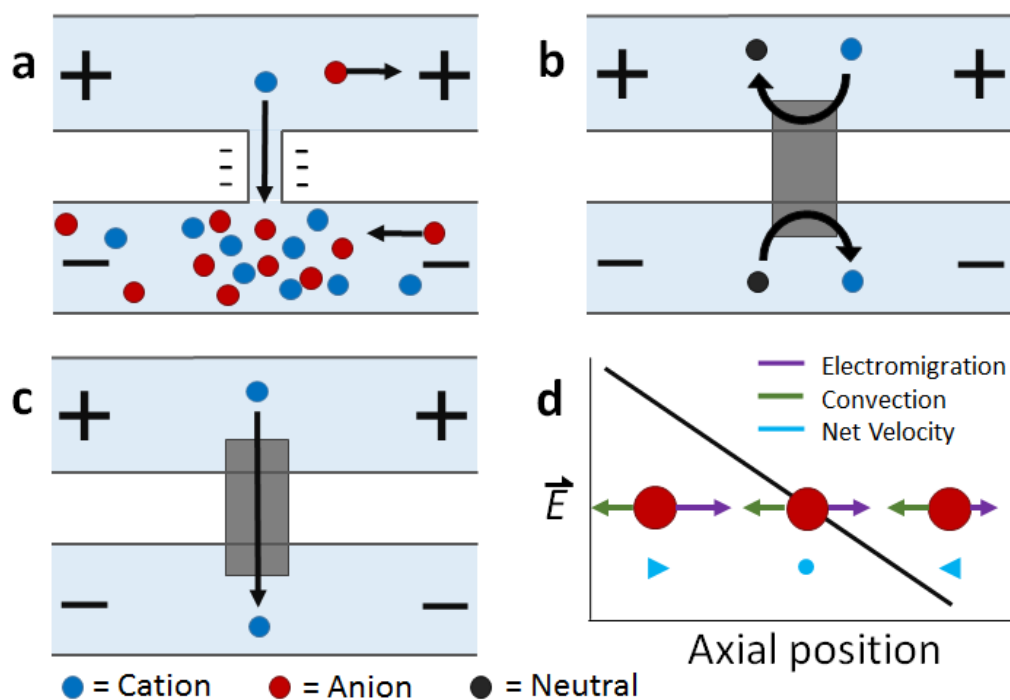 a
+ +
− − −
− − −
− −
b
+ +
− −
c
+ +
− −
d
Electromigration
Convection
Net Velocity
E
Axial position
= Cation = Anion = Neutral